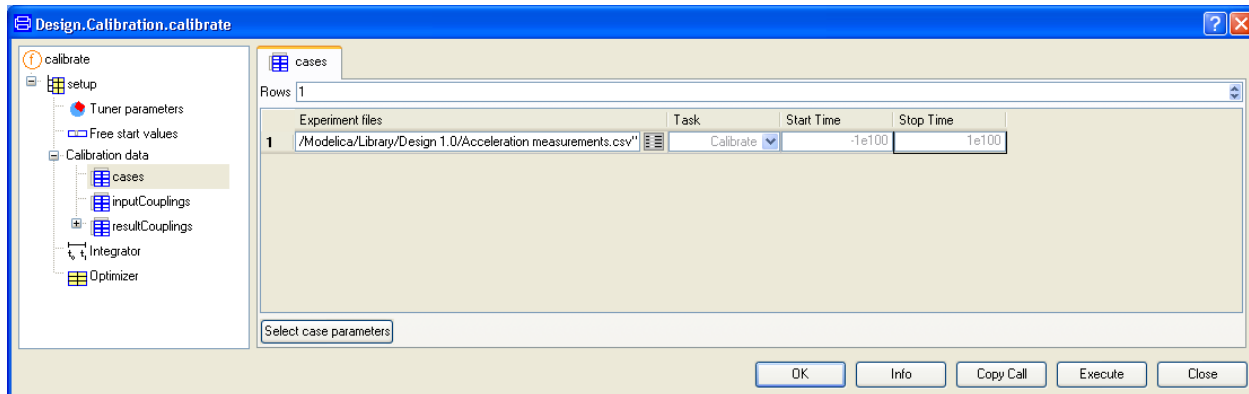 Design.Calibration.calibrate
calibrate
setup
Tuner parameters
Free start values
Calibration data
cases
inputCouplings
resultCouplings
Integrator
Optimizer
cases
Rows 1
Experiment files Task Start Time Stop Time
1 /Modelica/Library/Design 1.0/Acceleration measurements.csv" Calibrate -1e100 1e100
Select case parameters
OK Info Copy Call Execute Close